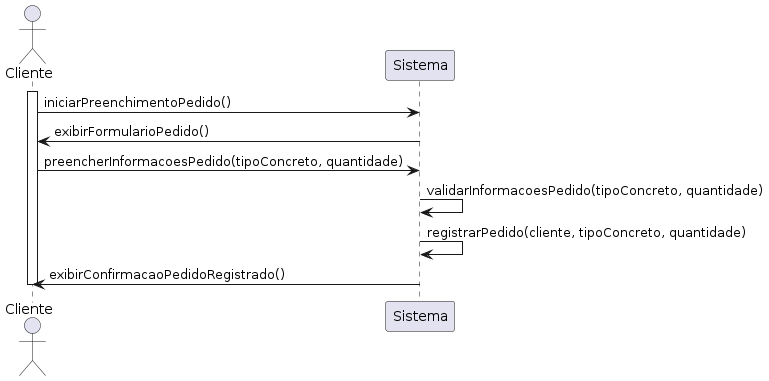 Cliente
Sistema
iniciarPreenchimentoPedido()
exibirFormularioPedido()
preencherInformacoesPedido(tipoConcreto, quantidade)
validarInformacoesPedido(tipoConcreto, quantidade)
registrarPedido(cliente, tipoConcreto, quantidade)
exibirConfirmacaoPedidoRegistrado()
Cliente
Sistema